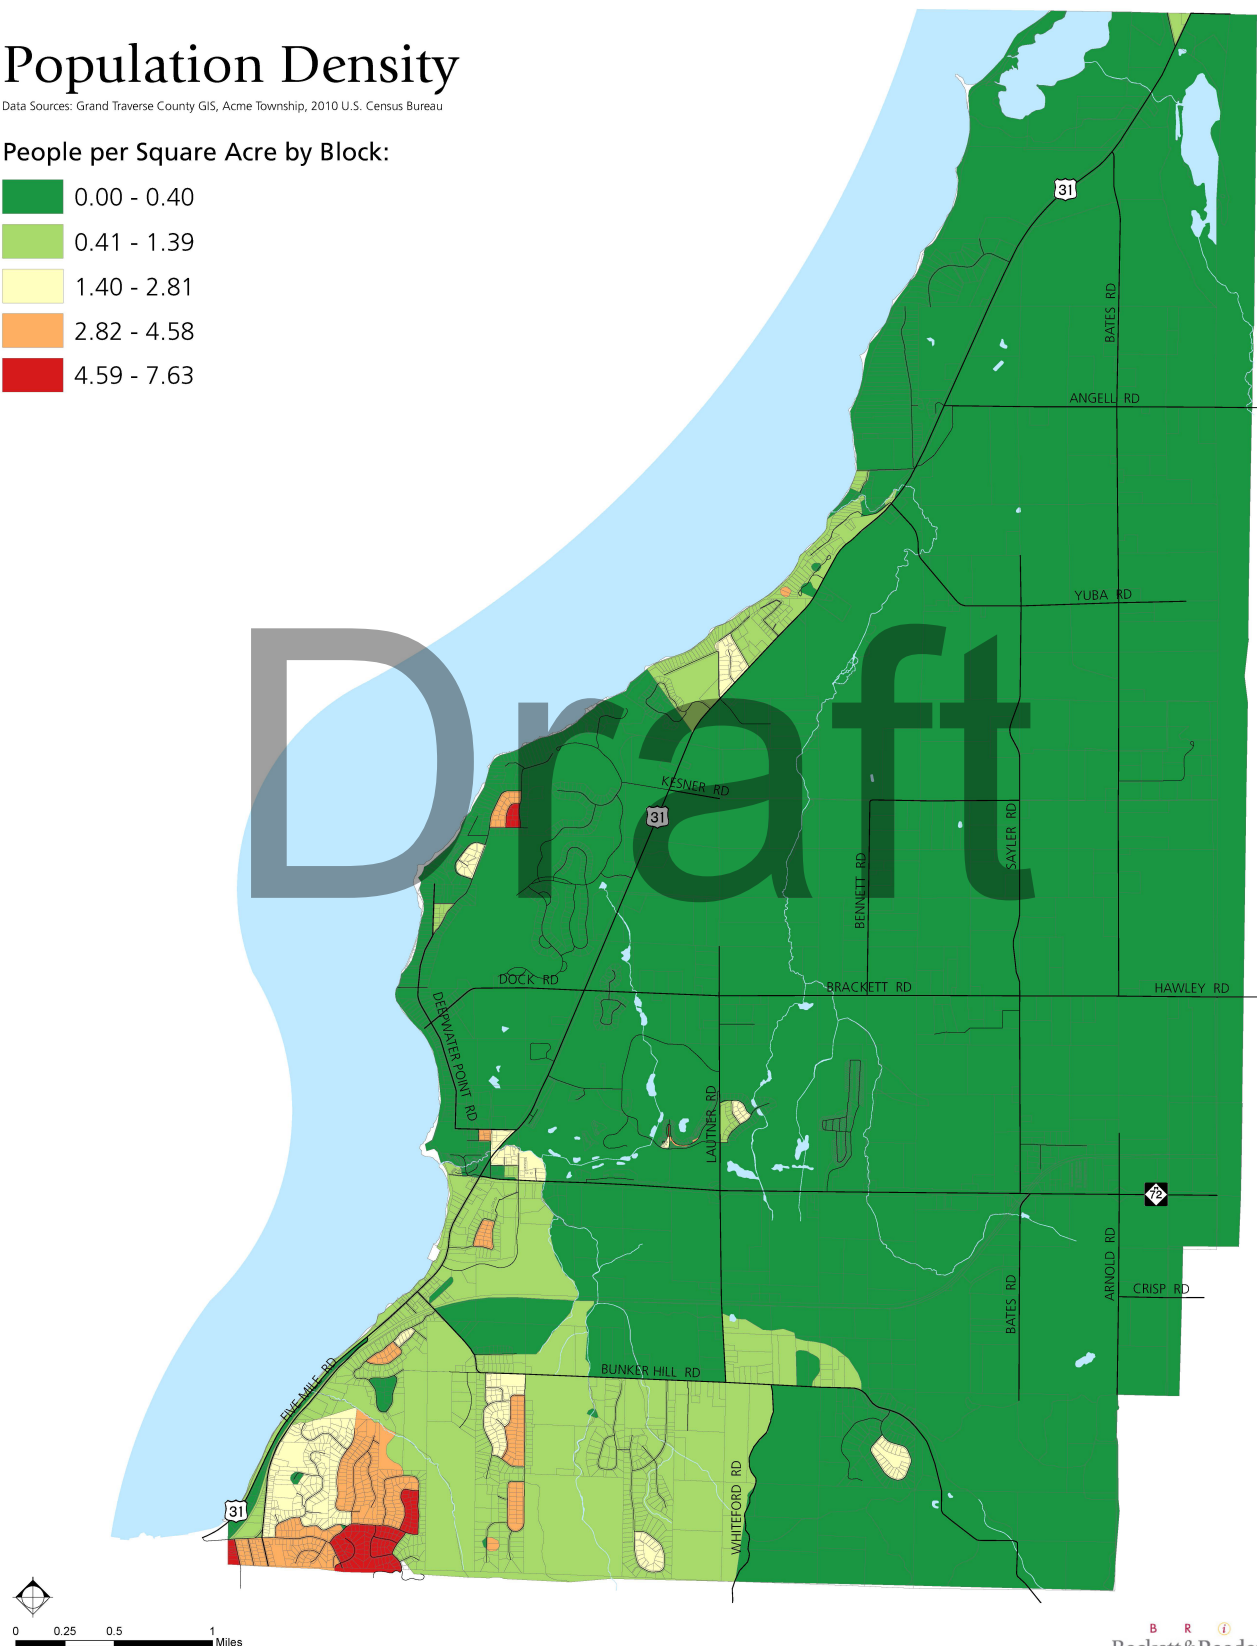 Population Density
Data Sources: Grand Traverse County GIS, Acme Township, 2010 U.S. Census Bureau
People per Square Acre by Block:
0.00 - 0.40
0.41 - 1.39
1.40 - 2.81
2.82 - 4.58
4.59 - 7.63
31
BATES RD
ANGELL RD
YUBA RD
Draft
KESNER RD
31
SAYLER RD
BENNETT RD
DOCK RD
BRACKETT RD
HAWLEY RD
DEEPWATER POINT RD
LAUTNER RD
M
72
ARNOLD RD
BATES RD
CRISP RD
FIVE MILE RD
BUNKER HILL RD
WHITEFORD RD
31
0 0.25 0.5 1
Miles
B R i